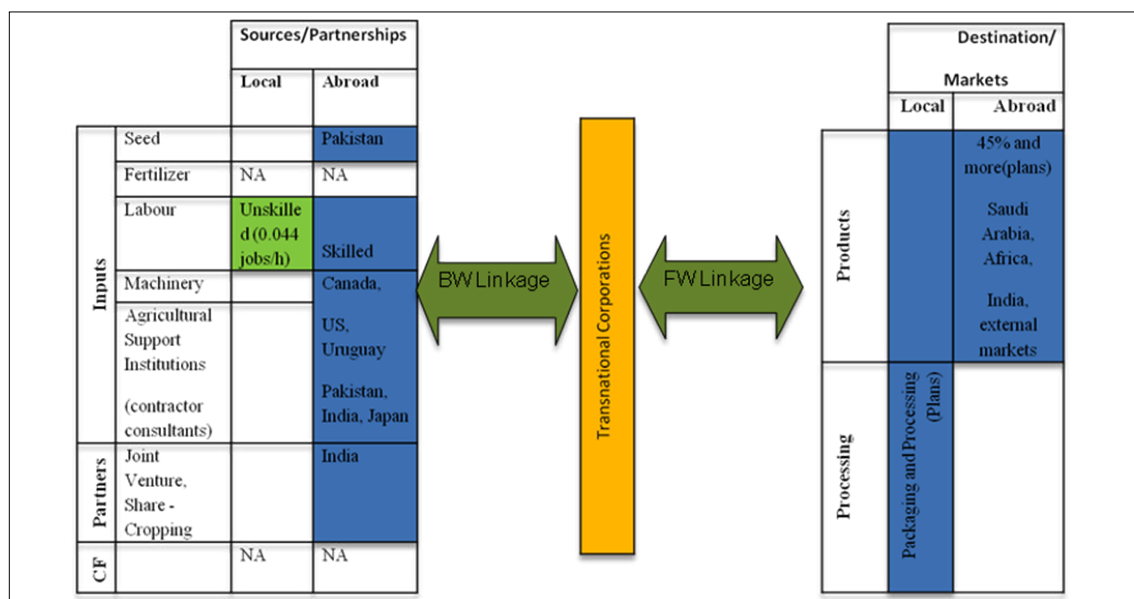 Sources/Partnerships
Local
Abroad
Inputs
Seed
Pakistan
Fertilizer
NA
NA
Labour
Unskille
d (0.044
jobs/h)
Skilled
Machinery
Canada,
US,
Uruguay
Pakistan,
India, Japan
Agricultural
Support
Institutions
(contractor
consultants)
Partners
Joint
Venture,
Share -
Cropping
India
CF
NA
NA
BW Linkage
Transnational Corporations
FW Linkage
Destination/
Markets
Local
Abroad
Products
45% and
more(plans)
Saudi
Arabia,
Africa,
India,
external
markets
Processing
Packaging and Processing
(Plans)